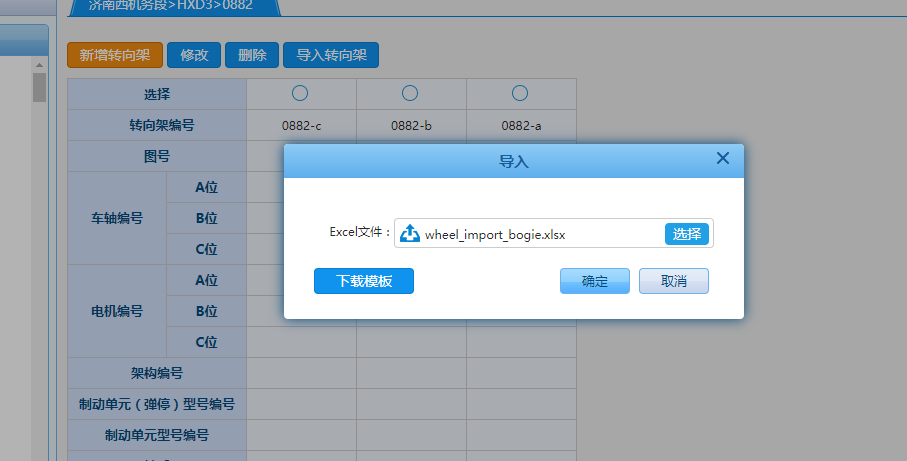 济南西机务段>HXD3>0882
新增转向架 修改 删除 导入转向架
选择
转向架编号 0882-c 0882-b 0882-a
图号
导入
车轴编号
A位
B位
C位
Excel文件： wheel_import_bogie.xlsx 选择
下载模板 确定 取消
电机编号
A位
B位
C位
架构编号
制动单元（弹停）型号编号
制动单元型号编号